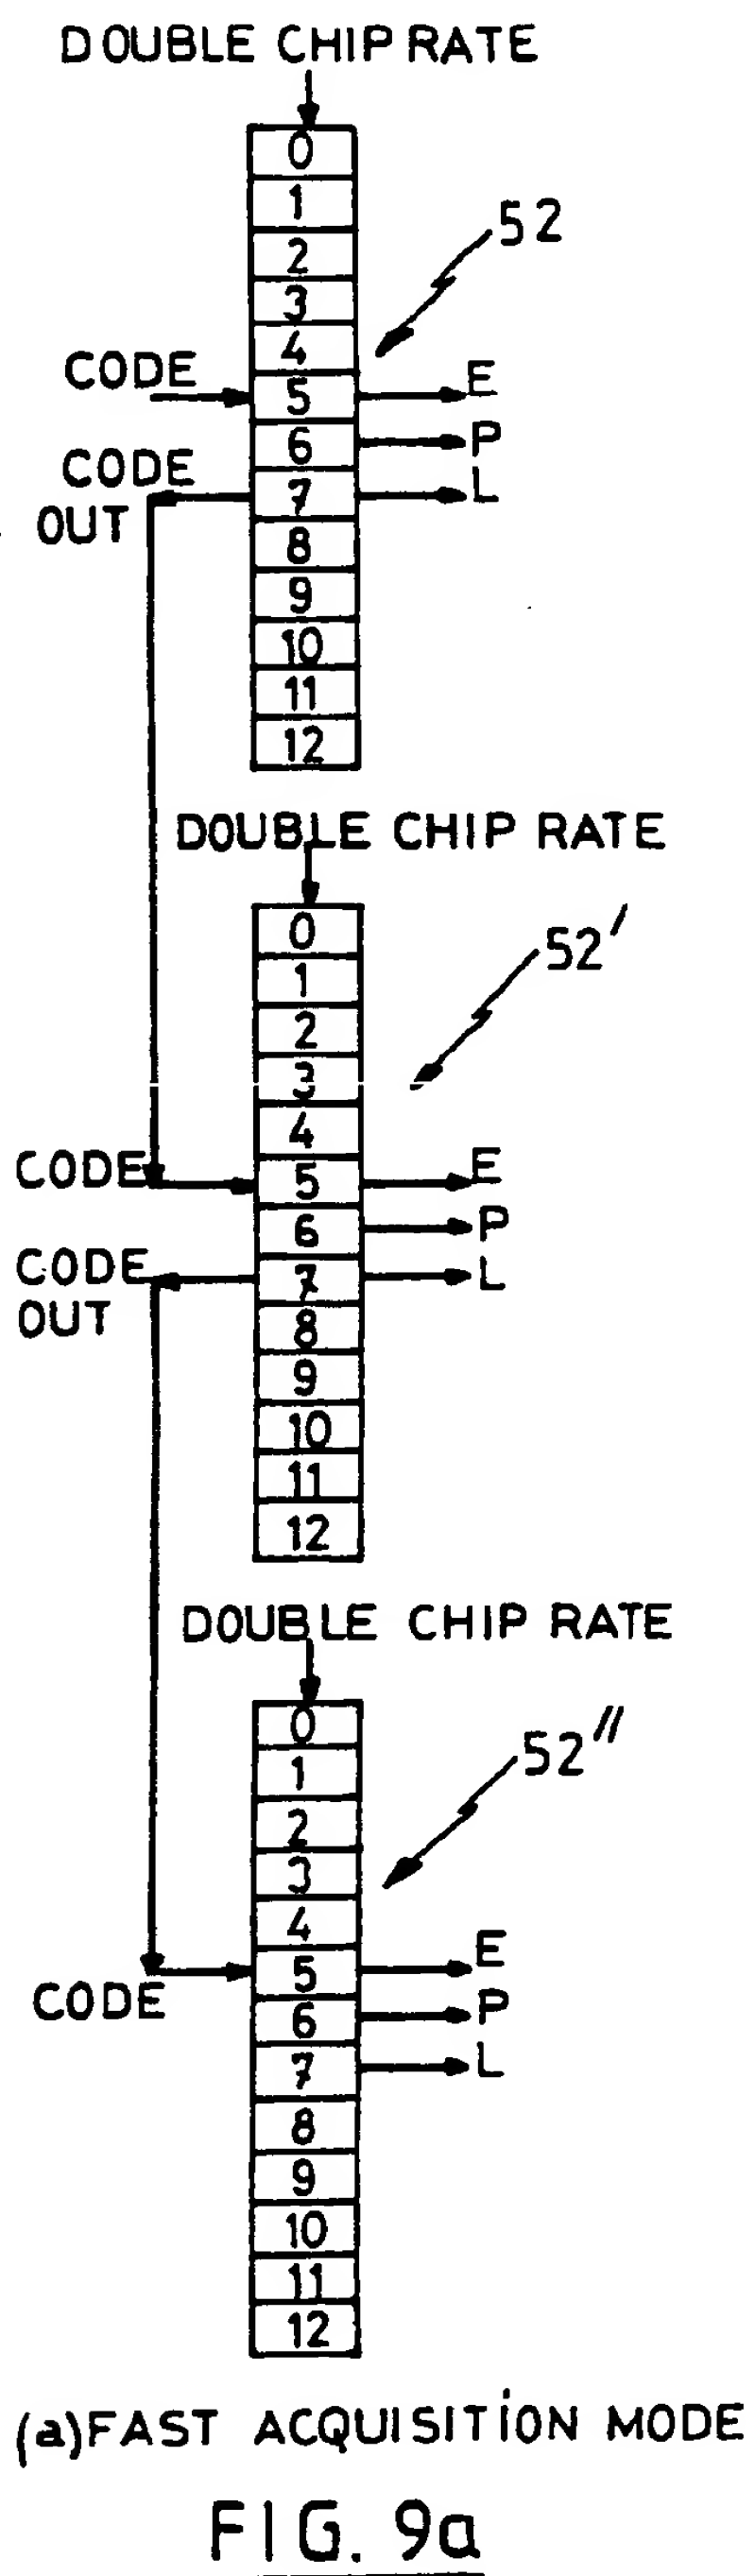 DOUBLE CHIP RATE
0
1
2
52
3
4
CODE 5 E
6 P
CODE
OUT 7 L
8
9
10
11
12
DOUBLE CHIP RATE
0
52′
1
2
3
4
CODE 5 E
6 P
CODE 7 L
OUT 8
9
10
11
12
DOUBLE CHIP RATE
0
52″
1
2
3
4
5 E
CODE 6 P
7 L
8
9
10
11
12
(a) FAST ACQUISITION MODE
FIG. 9a